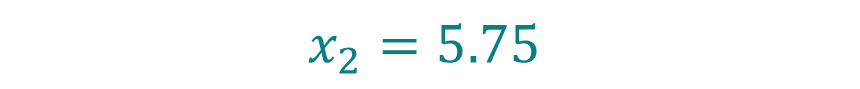 x₂ = 5.75